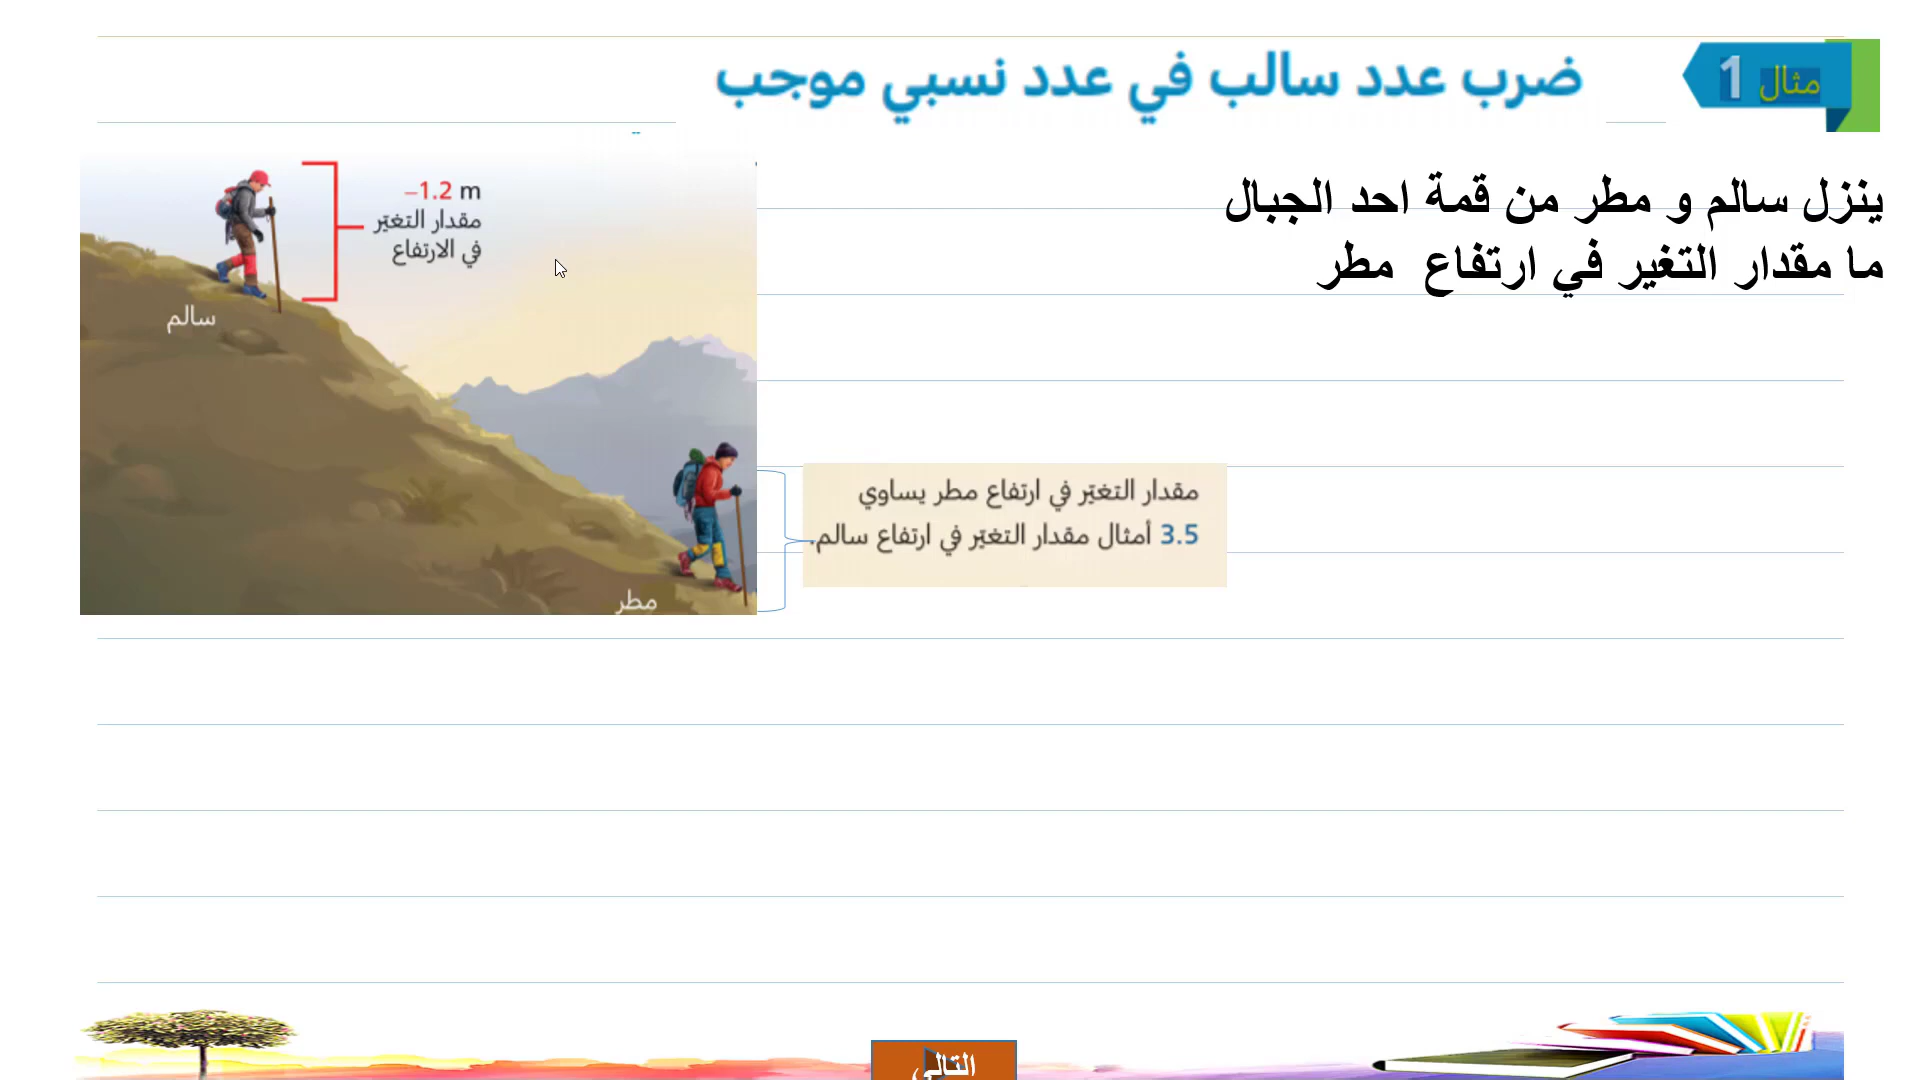 مثال 1
ضرب عدد سالب في عدد نسبي موجب
ينزل سالم و مطر من قمة احد الجبال
ما مقدار التغير في ارتفاع مطر
–1.2 m
مقدار التغيّر
في الارتفاع
سالم
مقدار التغيّر في ارتفاع مطر يساوي
3.5 أمثال مقدار التغيّر في ارتفاع سالم.
مطر
التالي